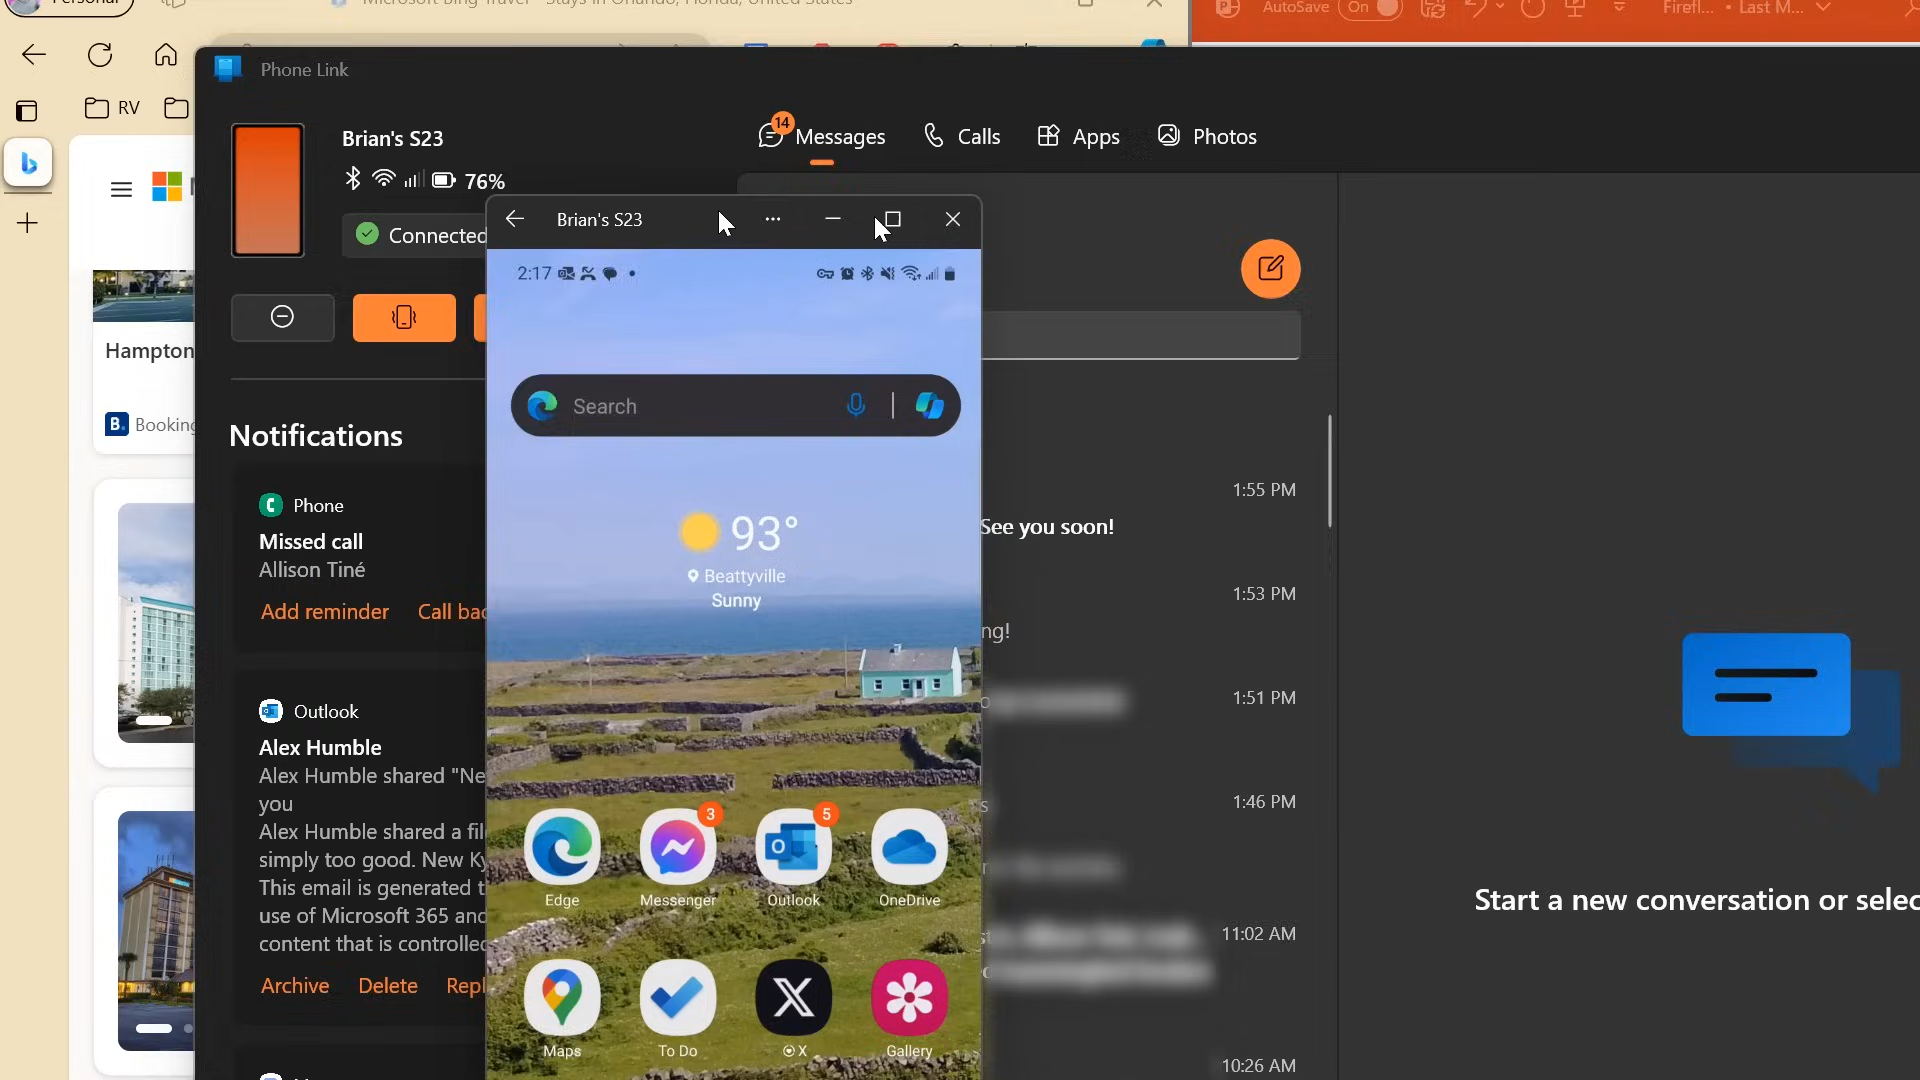 Personal
Microsoft Bing Travel - Stays in Orlando, Florida, United States
AutoSave
On
Firefl... • Last M...
RV
Phone Link
Brian's S23
76%
Connected
14
Messages
Calls
Apps
Photos
Hampton
B.
Booking
Notifications
Phone
Missed call
Allison Tiné
Add reminder
Call bac
Outlook
Alex Humble
Alex Humble shared "Ne
you
Alex Humble shared a fil
simply too good. New Ky
This email is generated t
use of Microsoft 365 and
content that is controlled
Archive
Delete
Repl
Brian's S23
2:17
Search
93°
Beattyville
Sunny
3
5
Edge
Messenger
Outlook
OneDrive
Maps
To Do
X
Gallery
1:55 PM
See you soon!
1:53 PM
ng!
1:51 PM
1:46 PM
s
11:02 AM
10:26 AM
Start a new conversation or selec